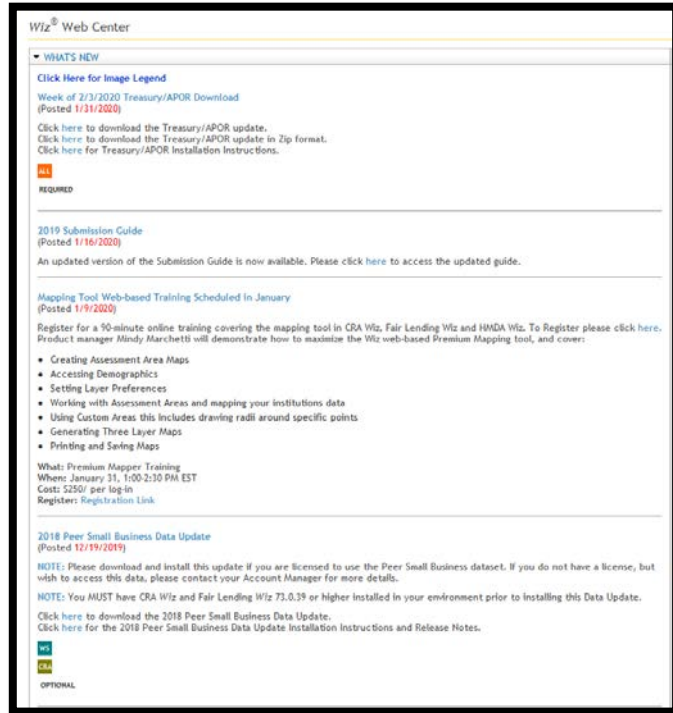 Wiz® Web Center
WHAT'S NEW
Click Here for Image Legend
Week of 2/3/2020 Treasury/APOR Download
(Posted 1/31/2020)
Click here to download the Treasury/APOR update.
Click here to download the Treasury/APOR update in Zip format.
Click here for Treasury/APOR Installation Instructions.
ALL
REQUIRED
2019 Submission Guide
(Posted 1/16/2020)
An updated version of the Submission Guide is now available. Please click here to access the updated guide.
Mapping Tool Web-based Training Scheduled in January
(Posted 1/9/2020)
Register for a 90-minute online training covering the mapping tool in CRA Wiz, Fair Lending Wiz and HMDA Wiz. To Register please click here.
Product manager Mindy Marchetti will demonstrate how to maximize the Wiz web-based Premium Mapping tool, and cover:
• Creating Assessment Area Maps
• Accessing Demographics
• Setting Layer Preferences
• Working with Assessment Areas and mapping your institutions data
• Using Custom Areas this includes drawing radii around specific points
• Generating Three Layer Maps
• Printing and Saving Maps
What: Premium Mapper Training
When: January 31, 1:00-2:30 PM EST
Cost: $250/ per log-in
Register: Registration Link
2018 Peer Small Business Data Update
(Posted 12/19/2019)
NOTE: Please download and install this update if you are licensed to use the Peer Small Business dataset. If you do not have a license, but
wish to access this data, please contact your Account Manager for more details.
NOTE: You MUST have CRA Wiz and Fair Lending Wiz 73.0.39 or higher installed in your environment prior to installing this Data Update.
Click here to download the 2018 Peer Small Business Data Update.
Click here for the 2018 Peer Small Business Data Update Installation Instructions and Release Notes.
WS
CRA
OPTIONAL